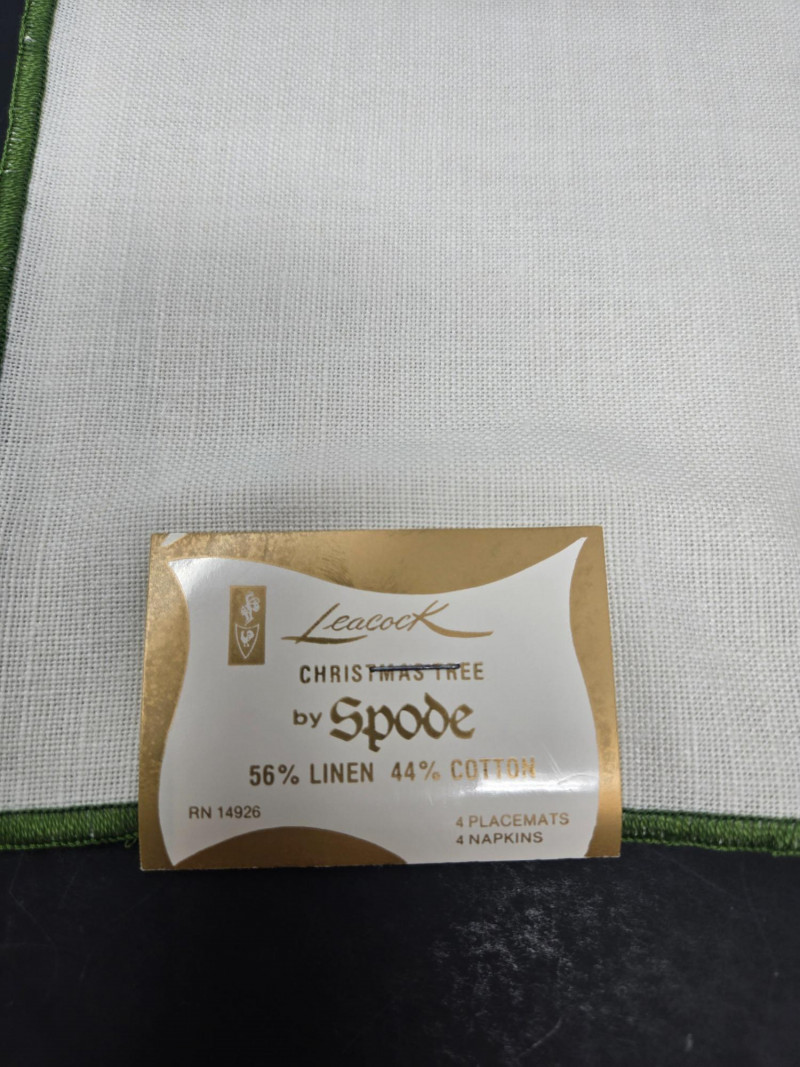 Leacock
CHRISTMAS TREE
by Spode
56% LINEN 44% COTTON
RN 14926
4 PLACEMATS
4 NAPKINS